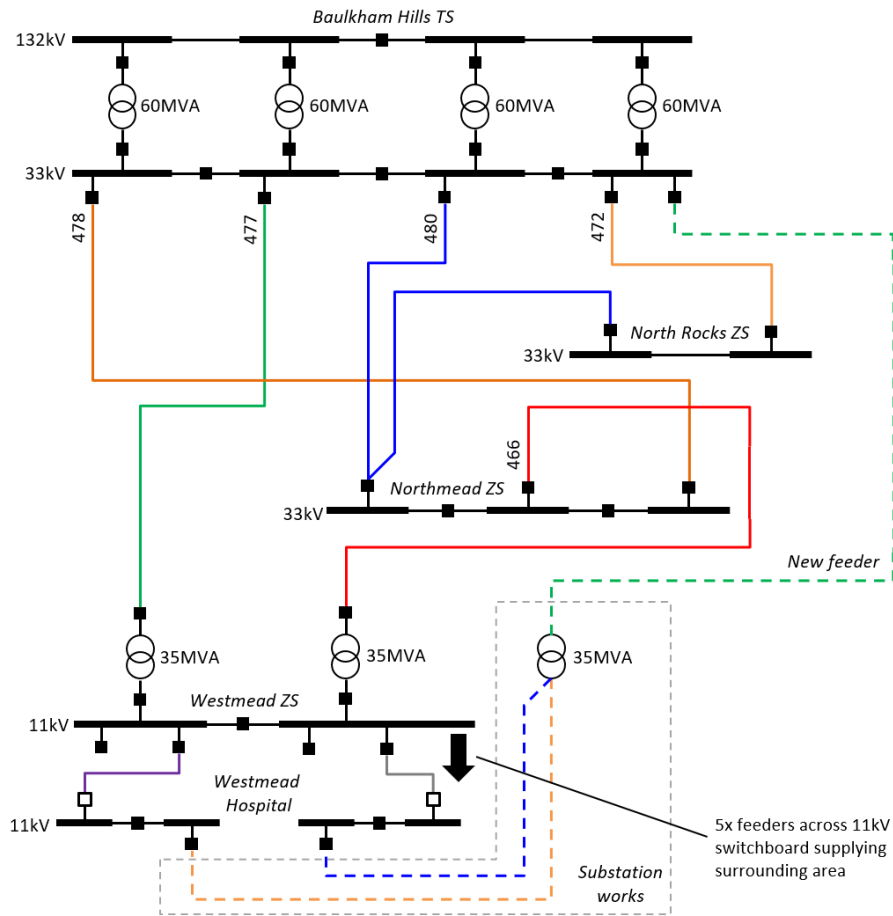 Baulkham Hills TS
132kV
60MVA
60MVA
60MVA
60MVA
33kV
478
477
480
472
North Rocks ZS
33kV
466
Northmead ZS
33kV
New feeder
35MVA
35MVA
35MVA
Westmead ZS
11kV
Westmead
Hospital
11kV
5x feeders across 11kV
switchboard supplying
surrounding area
Substation
works